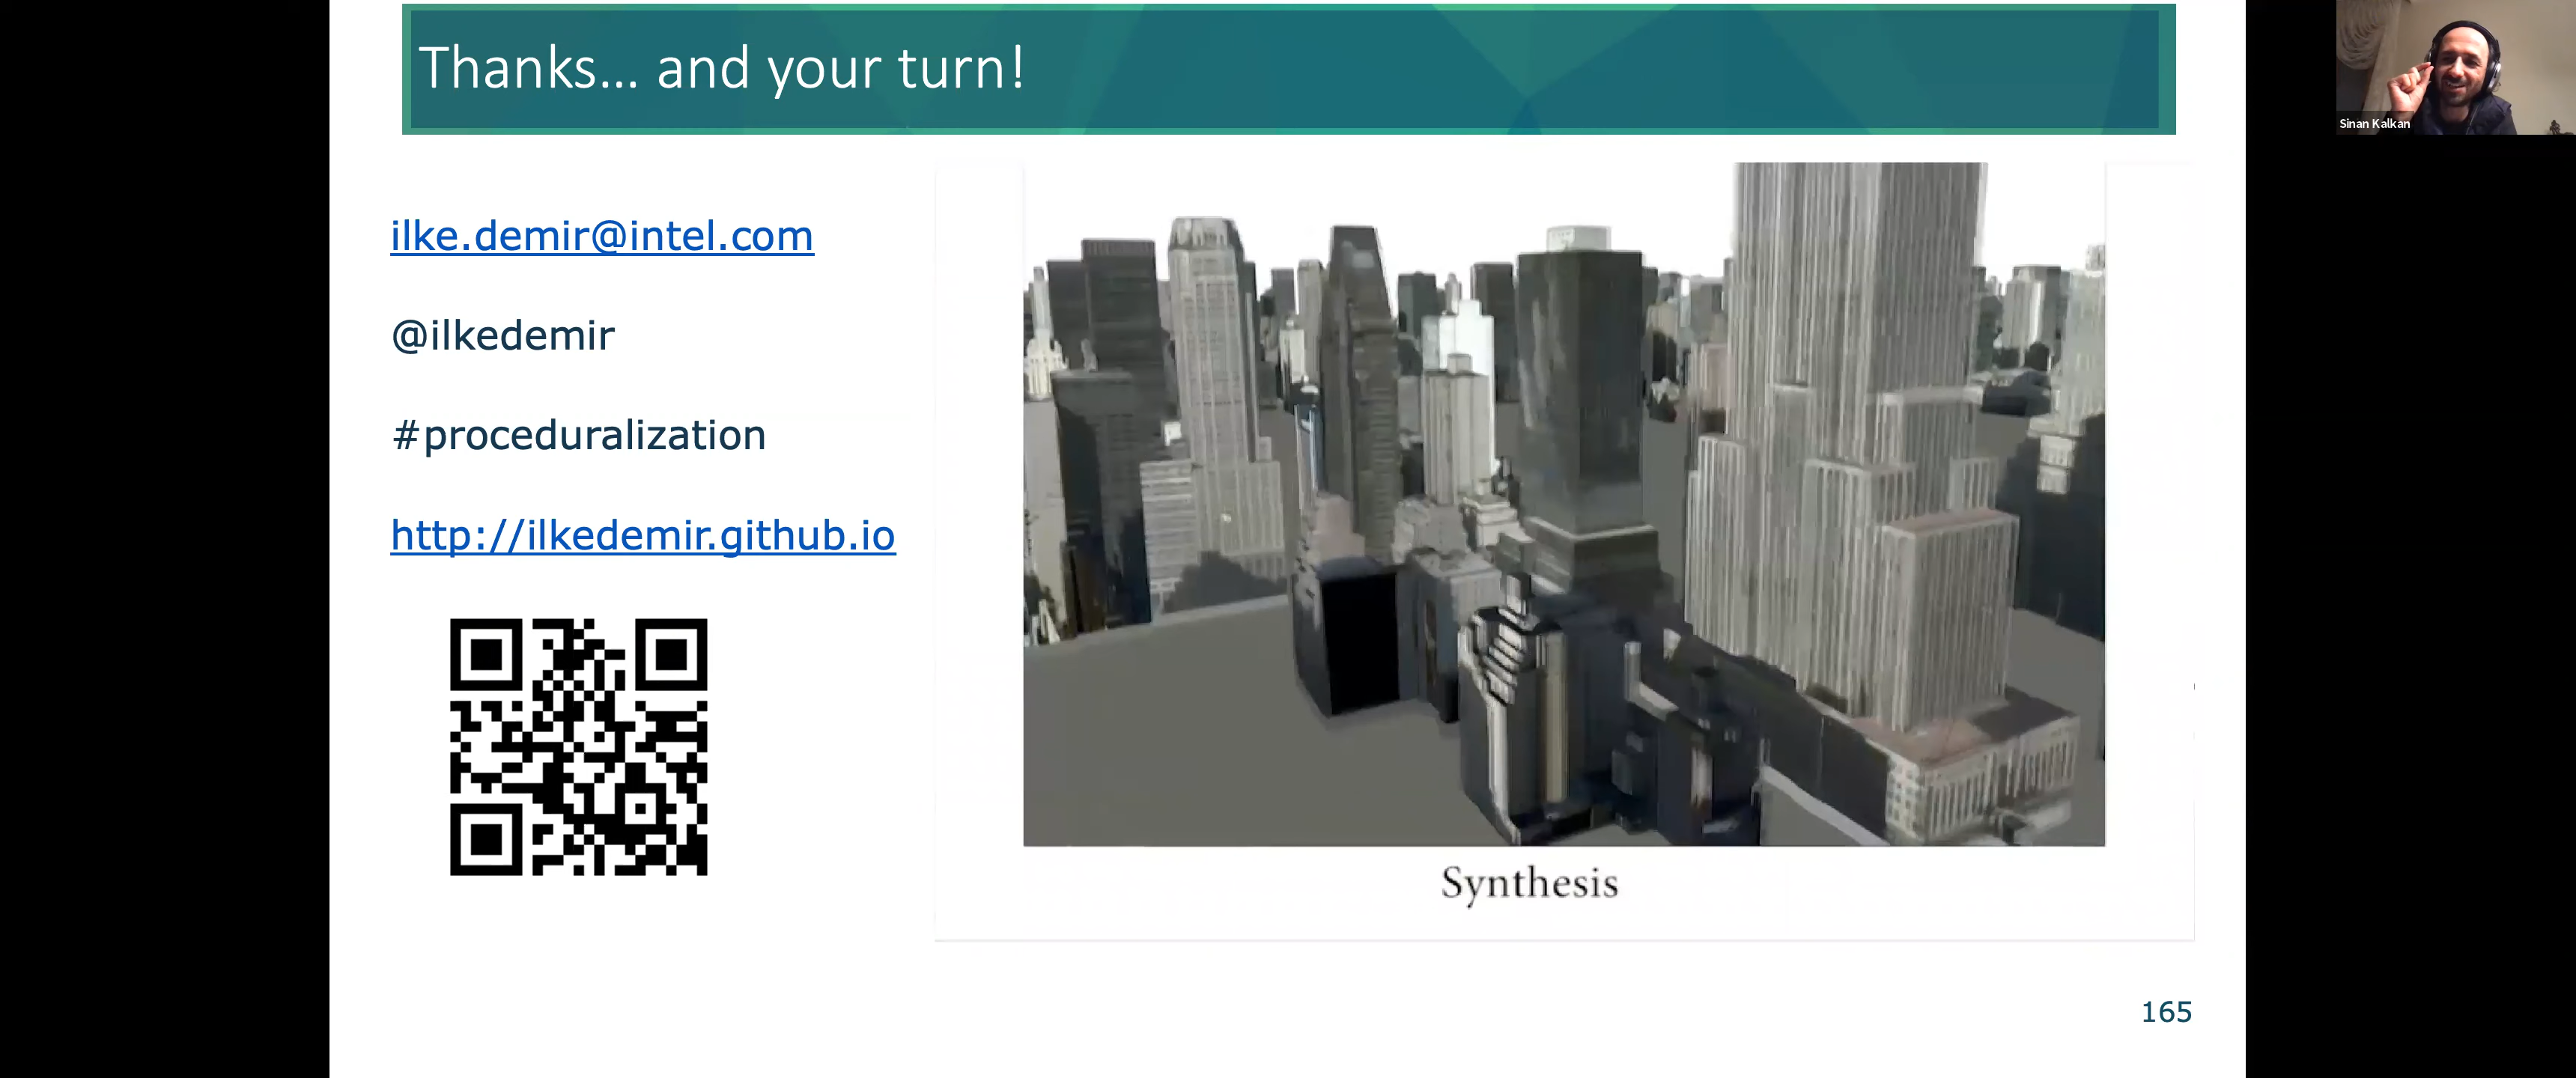 Thanks... and your turn!
Sinan Kalkan
ilke.demir@intel.com
@ilkedemir
#proceduralization
http://ilkedemir.github.io
Synthesis
165